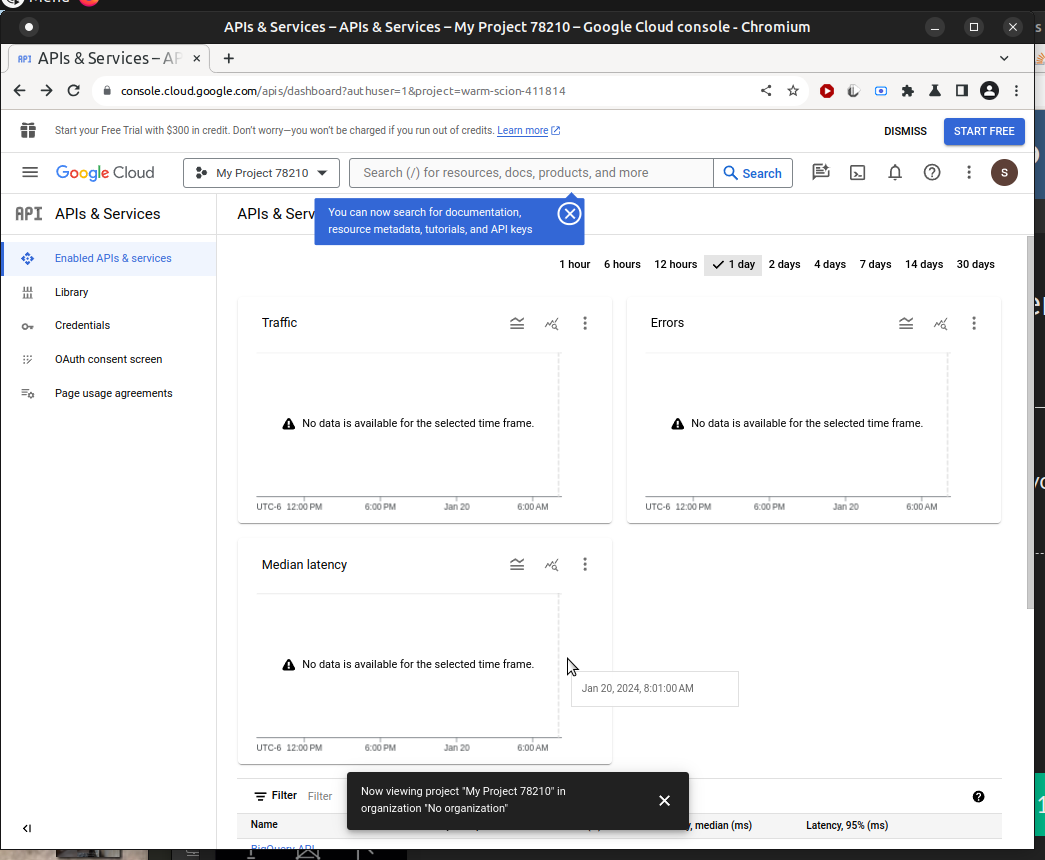 Menu
APIs & Services – APIs & Services – My Project 78210 – Google Cloud console - Chromium
API APIs & Services – AP
console.cloud.google.com/apis/dashboard?authuser=1&project=warm-scion-411814
Start your Free Trial with $300 in credit. Don't worry—you won't be charged if you run out of credits. Learn more
DISMISS
START FREE
Google Cloud
My Project 78210
Search (/) for resources, docs, products, and more
Search
S
API APIs & Services
APIs & Serv
You can now search for documentation,
resource metadata, tutorials, and API keys
Enabled APIs & services
Library
Credentials
OAuth consent screen
Page usage agreements
1 hour 6 hours 12 hours 1 day 2 days 4 days 7 days 14 days 30 days
Traffic
No data is available for the selected time frame.
UTC-6 12:00 PM 6:00 PM Jan 20 6:00 AM
Errors
No data is available for the selected time frame.
UTC-6 12:00 PM 6:00 PM Jan 20 6:00 AM
Median latency
No data is available for the selected time frame.
UTC-6 12:00 PM 6:00 PM Jan 20 6:00 AM
Jan 20, 2024, 8:01:00 AM
Filter Filter
Now viewing project "My Project 78210" in
organization "No organization"
Name
, median (ms)
Latency, 95% (ms)
BigQuery API